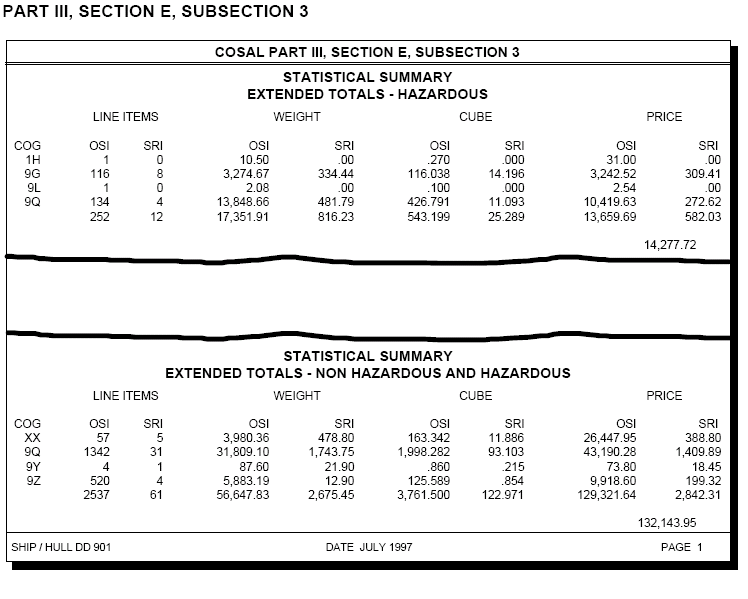 PART III, SECTION E, SUBSECTION 3
COSAL PART III, SECTION E, SUBSECTION 3
STATISTICAL SUMMARY
EXTENDED TOTALS - HAZARDOUS
LINE ITEMS WEIGHT CUBE PRICE
COG OSI SRI OSI SRI OSI SRI OSI SRI
1H 1 0 10.50 .00 .270 .000 31.00 .00
9G 116 8 3,274.67 334.44 116.038 14.196 3,242.52 309.41
9L 1 0 2.08 .00 .100 .000 2.54 .00
9Q 134 4 13,848.66 481.79 426.791 11.093 10,419.63 272.62
252 12 17,351.91 816.23 543.199 25.289 13,659.69 582.03
14,277.72
STATISTICAL SUMMARY
EXTENDED TOTALS - NON HAZARDOUS AND HAZARDOUS
LINE ITEMS WEIGHT CUBE PRICE
COG OSI SRI OSI SRI OSI SRI OSI SRI
XX 57 5 3,980.36 478.80 163.342 11.886 26,447.95 388.80
9Q 1342 31 31,809.10 1,743.75 1,998.282 93.103 43,190.28 1,409.89
9Y 4 1 87.60 21.90 .860 .215 73.80 18.45
9Z 520 4 5,883.19 12.90 125.589 .854 9,918.60 199.32
2537 61 56,647.83 2,675.45 3,761.500 122.971 129,321.64 2,842.31
132,143.95
SHIP / HULL DD 901 DATE JULY 1997 PAGE 1